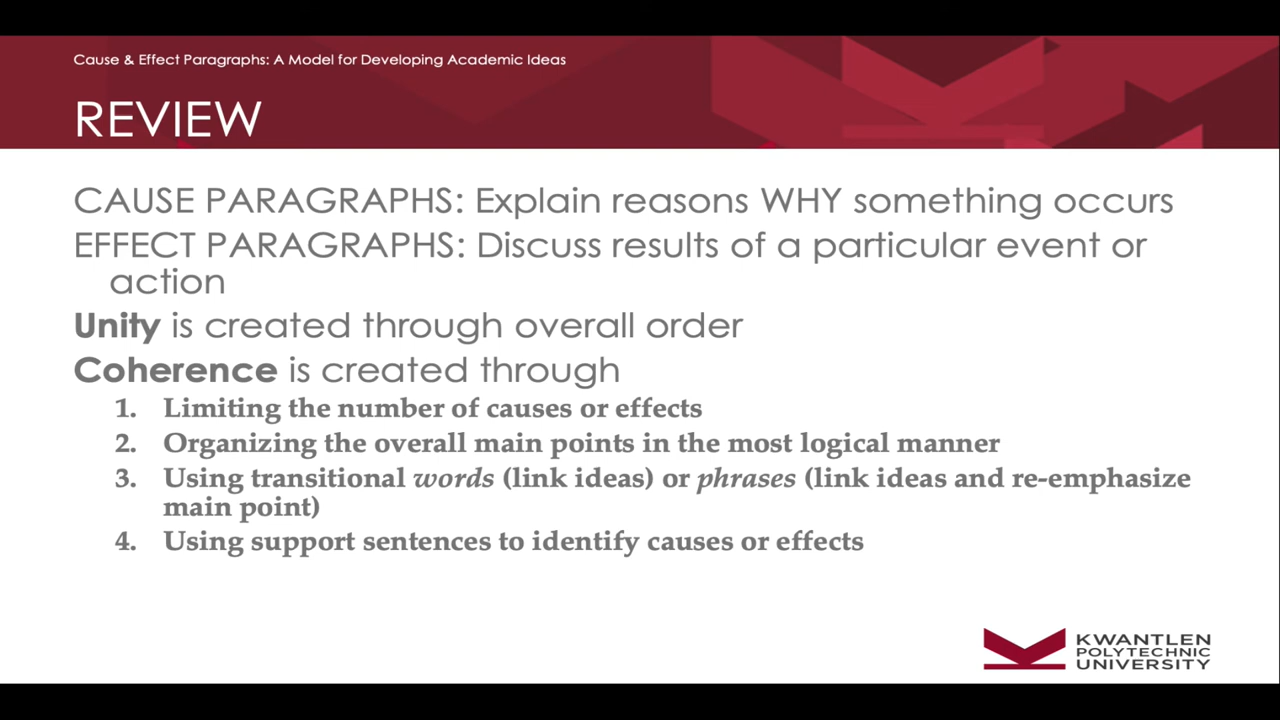 Cause & Effect Paragraphs: A Model for Developing Academic Ideas
REVIEW
CAUSE PARAGRAPHS: Explain reasons WHY something occurs
EFFECT PARAGRAPHS: Discuss results of a particular event or
action
Unity is created through overall order
Coherence is created through
1. Limiting the number of causes or effects
2. Organizing the overall main points in the most logical manner
3. Using transitional words (link ideas) or phrases (link ideas and re-emphasize
main point)
4. Using support sentences to identify causes or effects
KWANTLEN
POLYTECHNIC
UNIVERSITY